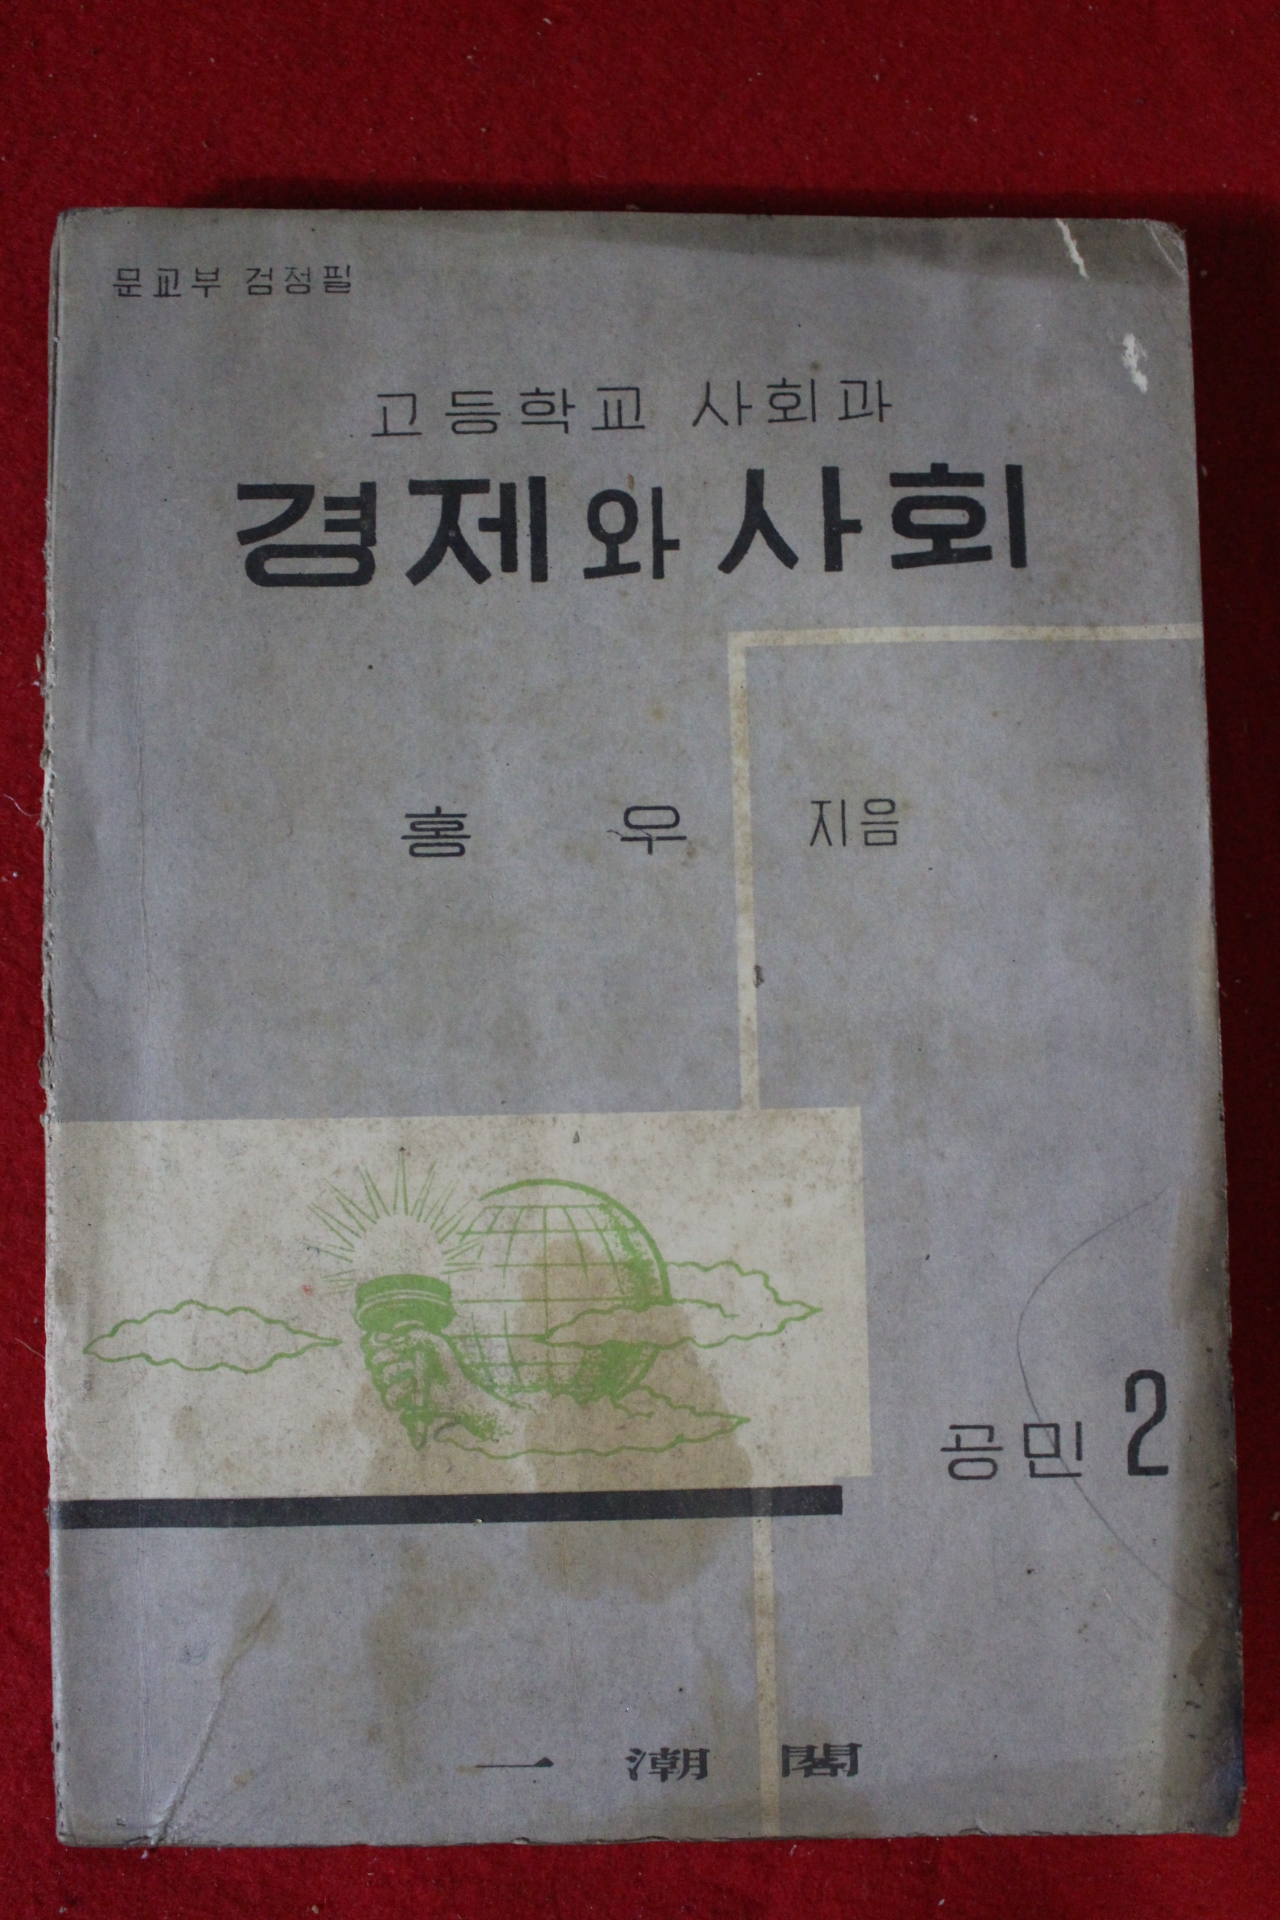 문교부 검정필
고등학교 사회과
경제와 사회
홍 우 지음
공민 2
一潮閣